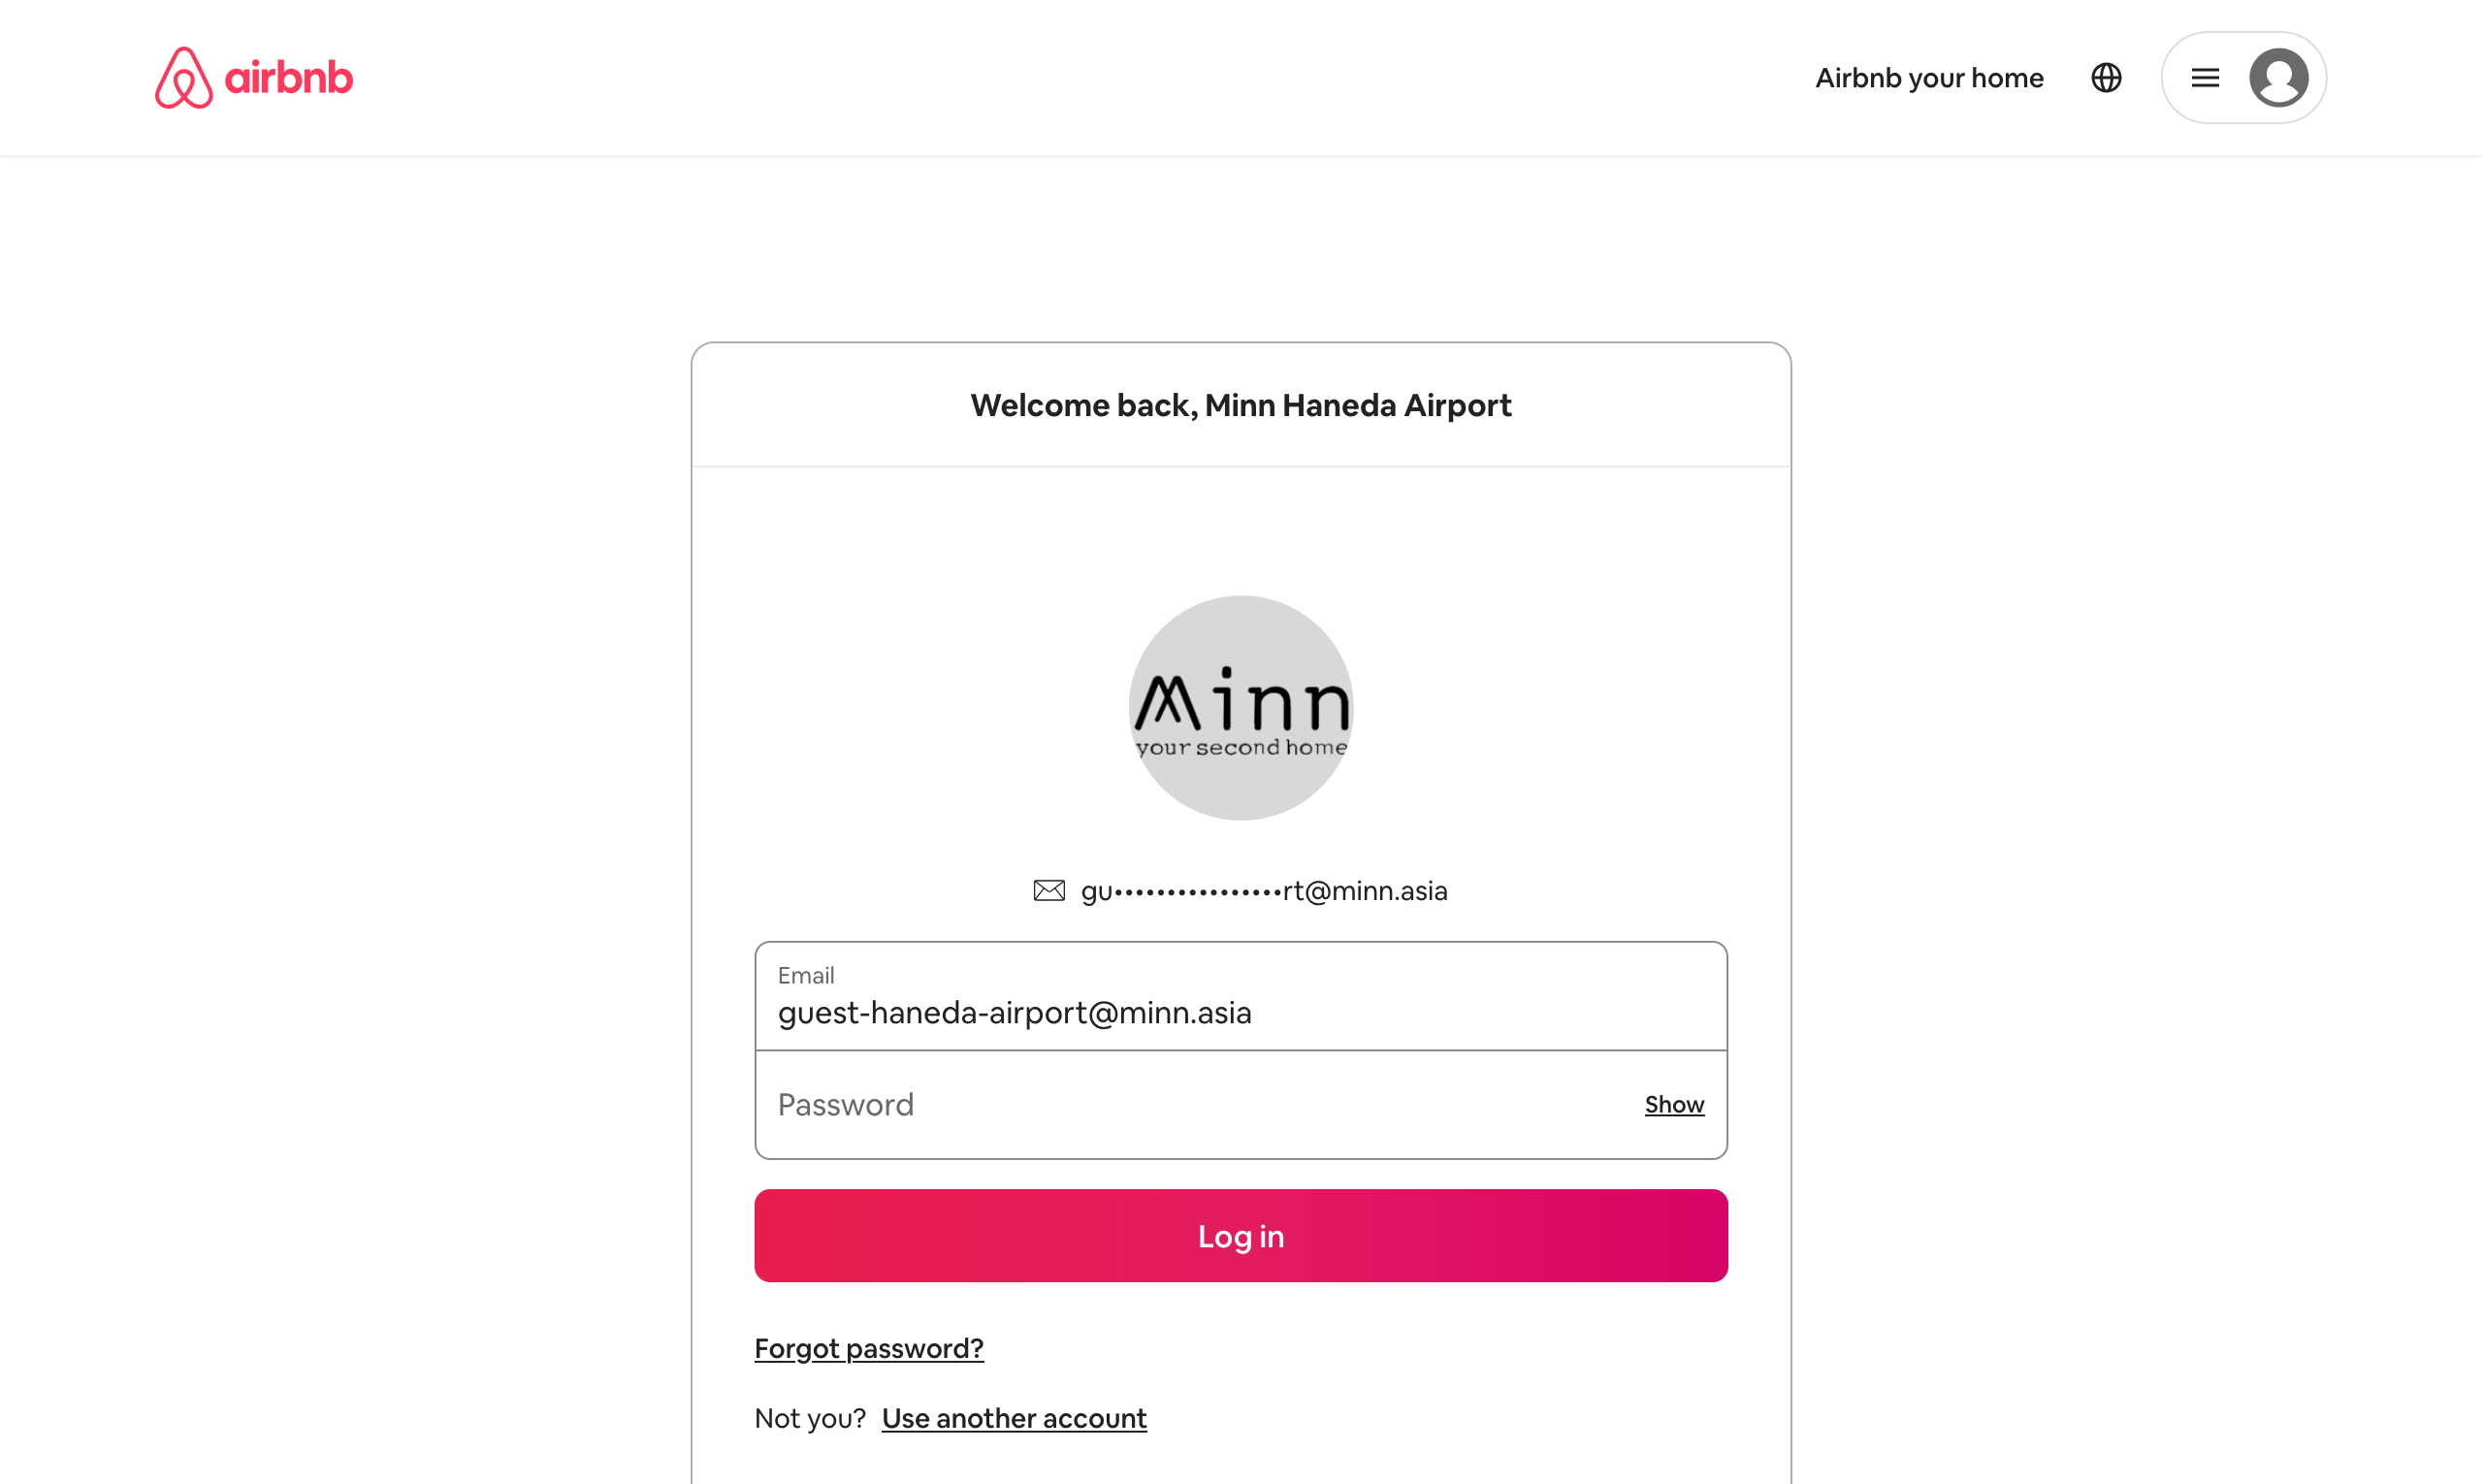 airbnb
Airbnb your home
Welcome back, Minn Haneda Airport
Minn
your second home
gu••••••••••••••••rt@minn.asia
Email
guest-haneda-airport@minn.asia
Password
Show
Log in
Forgot password?
Not you? Use another account